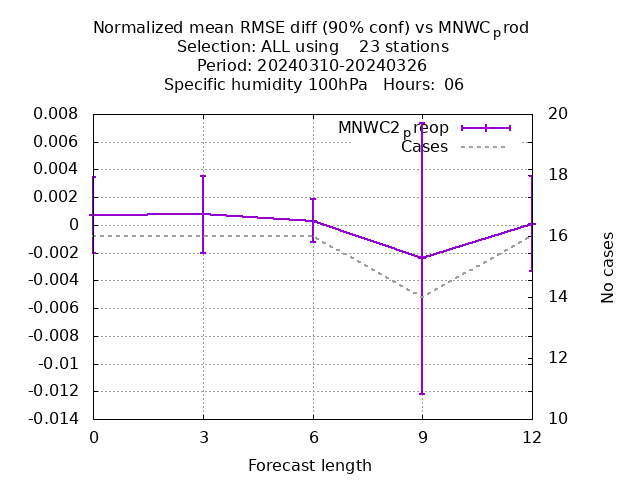 Normalized mean RMSE diff (90% conf) vs MNWC_prod
Selection: ALL using    23 stations
Period: 20240310-20240326
Specific humidity 100hPa   Hours:  06
MNWC2_preop
Cases
0.008
0.006
0.004
0.002
0
-0.002
-0.004
-0.006
-0.008
-0.01
-0.012
-0.014
20
18
16
14
12
10
No cases
0 3 6 9 12
Forecast length